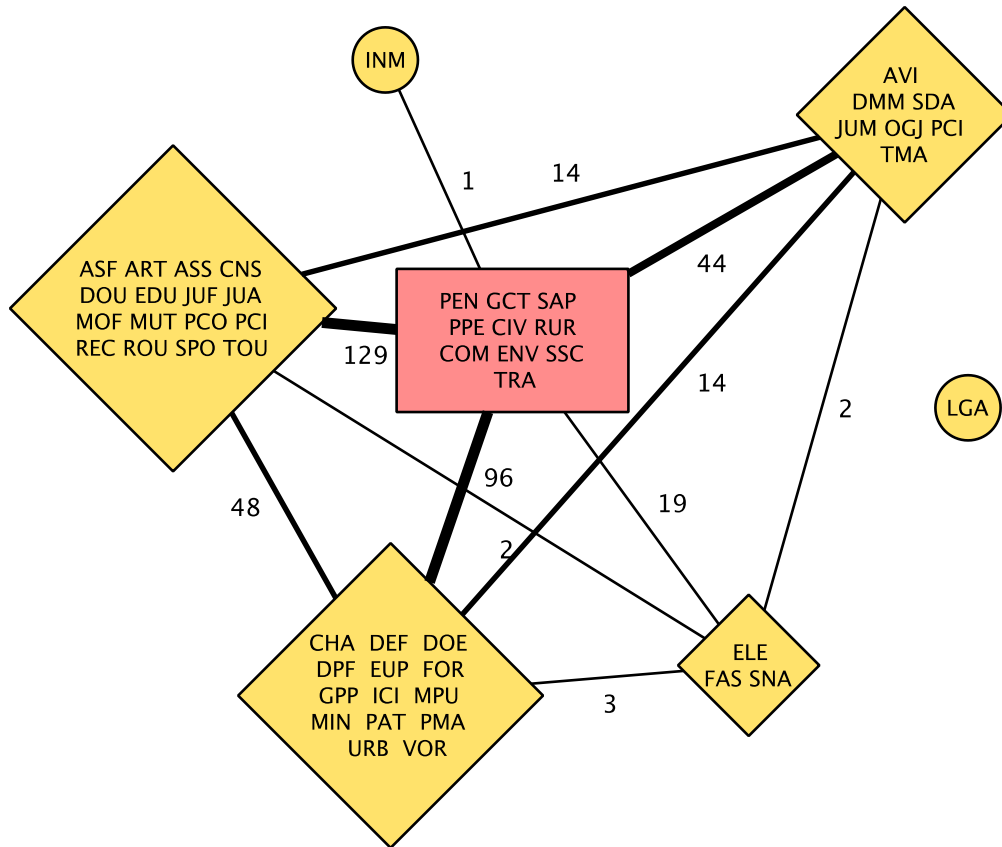 INM
AVI
DMM SDA
JUM OGJ PCI
TMA
1
14
44
ASF ART ASS CNS
DOU EDU JUF JUA
MOF MUT PCO PCI
REC ROU SPO TOU
PEN GCT SAP
PPE CIV RUR
COM ENV SSC
TRA
129
14
2
LGA
48
96
19
2
CHA DEF DOE
DPF EUP FOR
GPP ICI MPU
MIN PAT PMA
URB VOR
ELE
FAS SNA
3